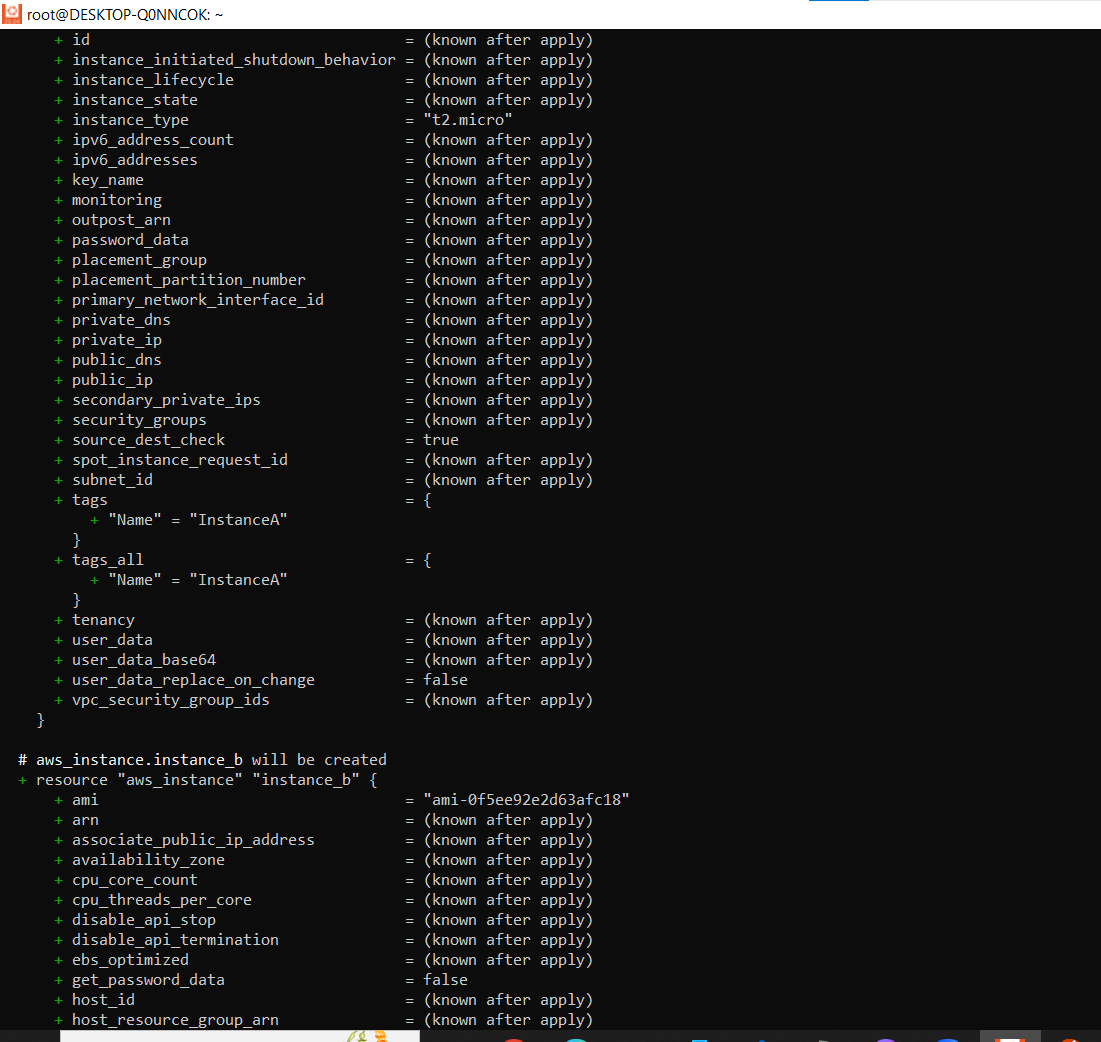 root@DESKTOP-Q0NNCOK: ~
+ id = (known after apply)
+ instance_initiated_shutdown_behavior = (known after apply)
+ instance_lifecycle = (known after apply)
+ instance_state = (known after apply)
+ instance_type = "t2.micro"
+ ipv6_address_count = (known after apply)
+ ipv6_addresses = (known after apply)
+ key_name = (known after apply)
+ monitoring = (known after apply)
+ outpost_arn = (known after apply)
+ password_data = (known after apply)
+ placement_group = (known after apply)
+ placement_partition_number = (known after apply)
+ primary_network_interface_id = (known after apply)
+ private_dns = (known after apply)
+ private_ip = (known after apply)
+ public_dns = (known after apply)
+ public_ip = (known after apply)
+ secondary_private_ips = (known after apply)
+ security_groups = (known after apply)
+ source_dest_check = true
+ spot_instance_request_id = (known after apply)
+ subnet_id = (known after apply)
+ tags = {
+ "Name" = "InstanceA"
}
+ tags_all = {
+ "Name" = "InstanceA"
}
+ tenancy = (known after apply)
+ user_data = (known after apply)
+ user_data_base64 = (known after apply)
+ user_data_replace_on_change = false
+ vpc_security_group_ids = (known after apply)
}
# aws_instance.instance_b will be created
+ resource "aws_instance" "instance_b" {
+ ami = "ami-0f5ee92e2d63afc18"
+ arn = (known after apply)
+ associate_public_ip_address = (known after apply)
+ availability_zone = (known after apply)
+ cpu_core_count = (known after apply)
+ cpu_threads_per_core = (known after apply)
+ disable_api_stop = (known after apply)
+ disable_api_termination = (known after apply)
+ ebs_optimized = (known after apply)
+ get_password_data = false
+ host_id = (known after apply)
+ host_resource_group_arn = (known after apply)